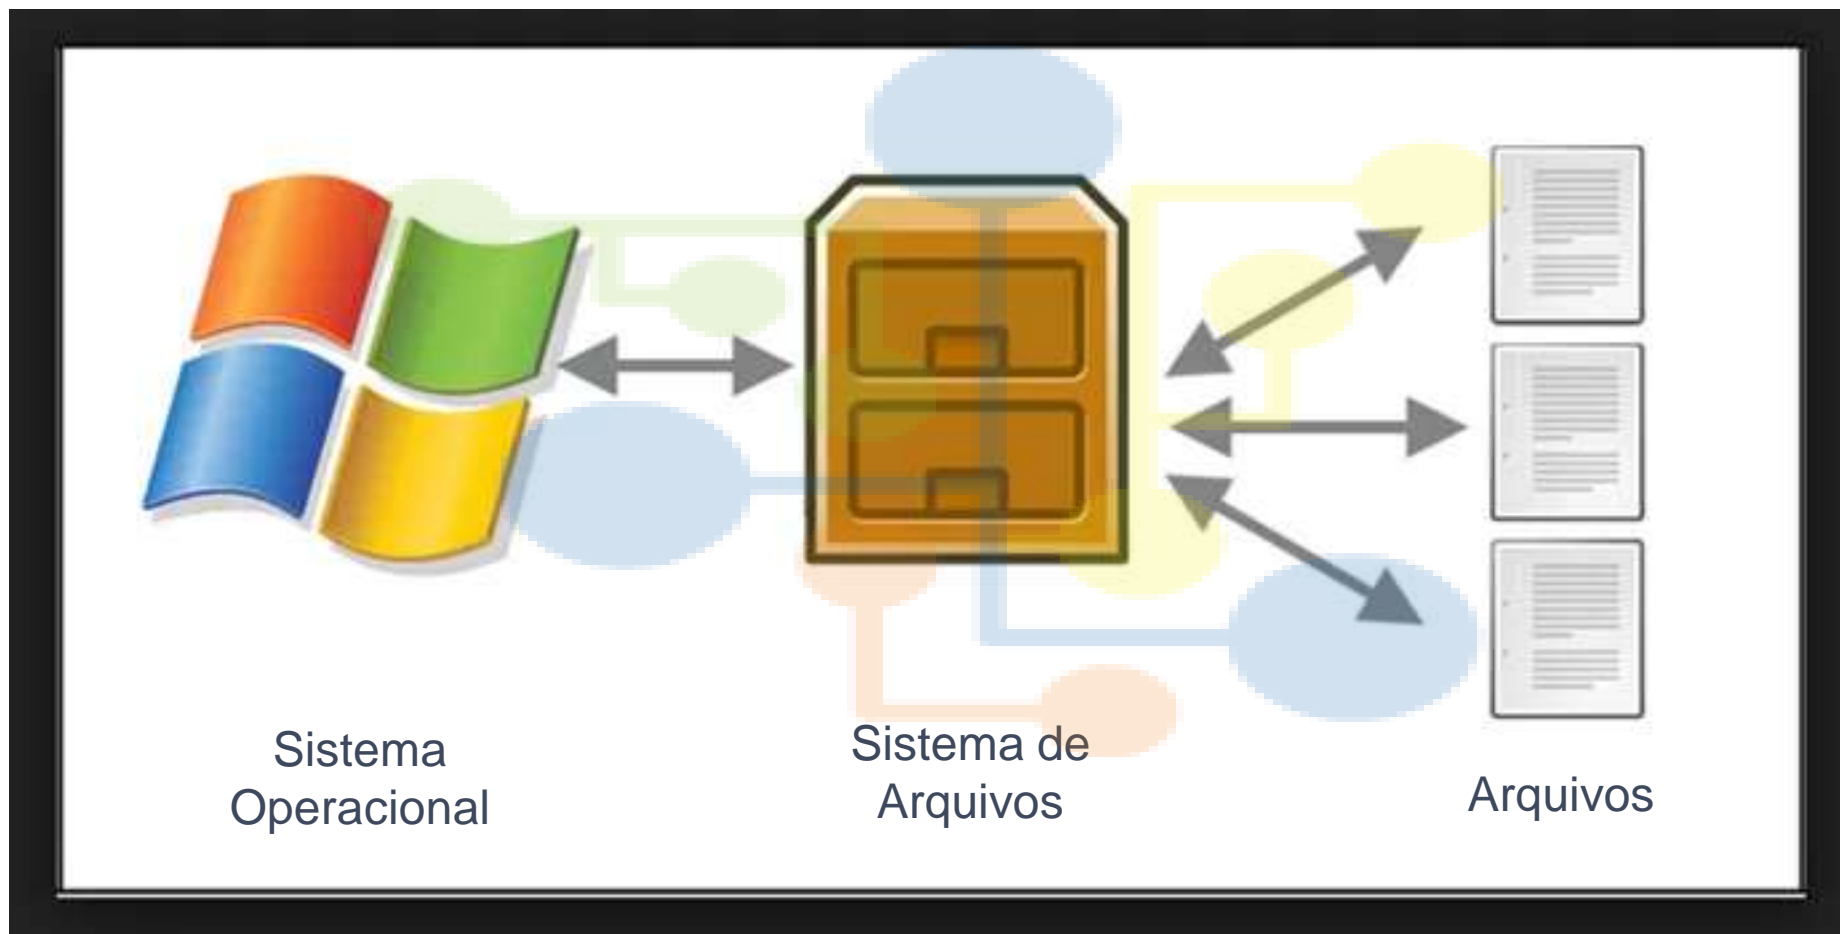 Sistema
Operacional
Sistema de
Arquivos
Arquivos